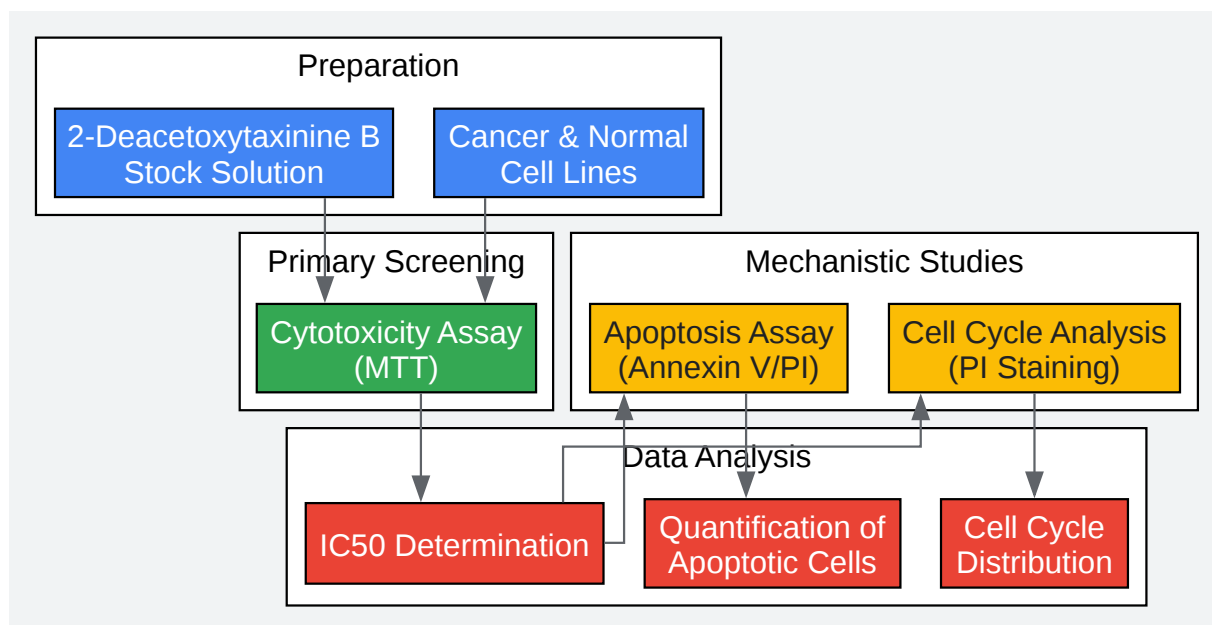 Preparation
2-Deacetoxytaxinine B
Stock Solution
Cancer & Normal
Cell Lines
Primary Screening
Cytotoxicity Assay
(MTT)
Mechanistic Studies
Apoptosis Assay
(Annexin V/PI)
Cell Cycle Analysis
(PI Staining)
Data Analysis
IC50 Determination
Quantification of
Apoptotic Cells
Cell Cycle
Distribution